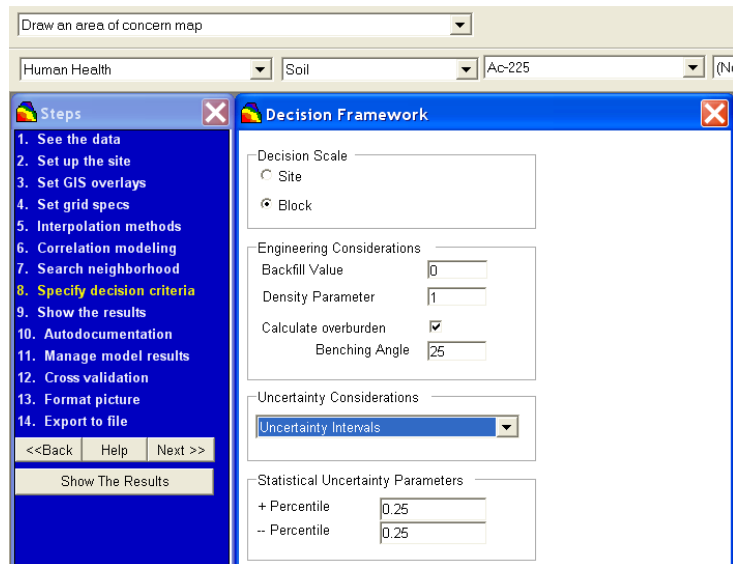 Draw an area of concern map
Human Health
Soil
Ac-225
Steps
1. See the data
2. Set up the site
3. Set GIS overlays
4. Set grid specs
5. Interpolation methods
6. Correlation modeling
7. Search neighborhood
8. Specify decision criteria
9. Show the results
10. Autodocumentation
11. Manage model results
12. Cross validation
13. Format picture
14. Export to file
<<Back Help Next >>
Show The Results
Decision Framework
Decision Scale
Site
Block
Engineering Considerations
Backfill Value 0
Density Parameter 1
Calculate overburden
Benching Angle 25
Uncertainty Considerations
Uncertainty Intervals
Statistical Uncertainty Parameters
+ Percentile 0.25
-- Percentile 0.25